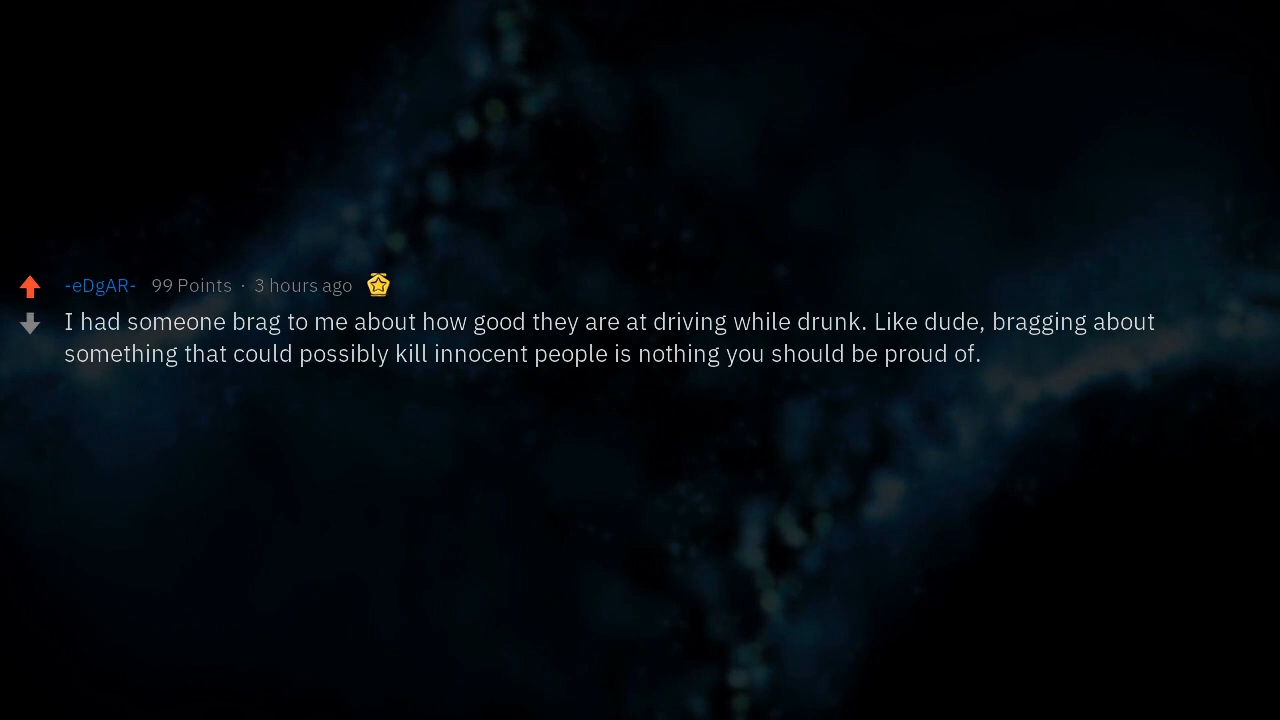 -eDgAR- 99 Points · 3 hours ago
I had someone brag to me about how good they are at driving while drunk. Like dude, bragging about
something that could possibly kill innocent people is nothing you should be proud of.